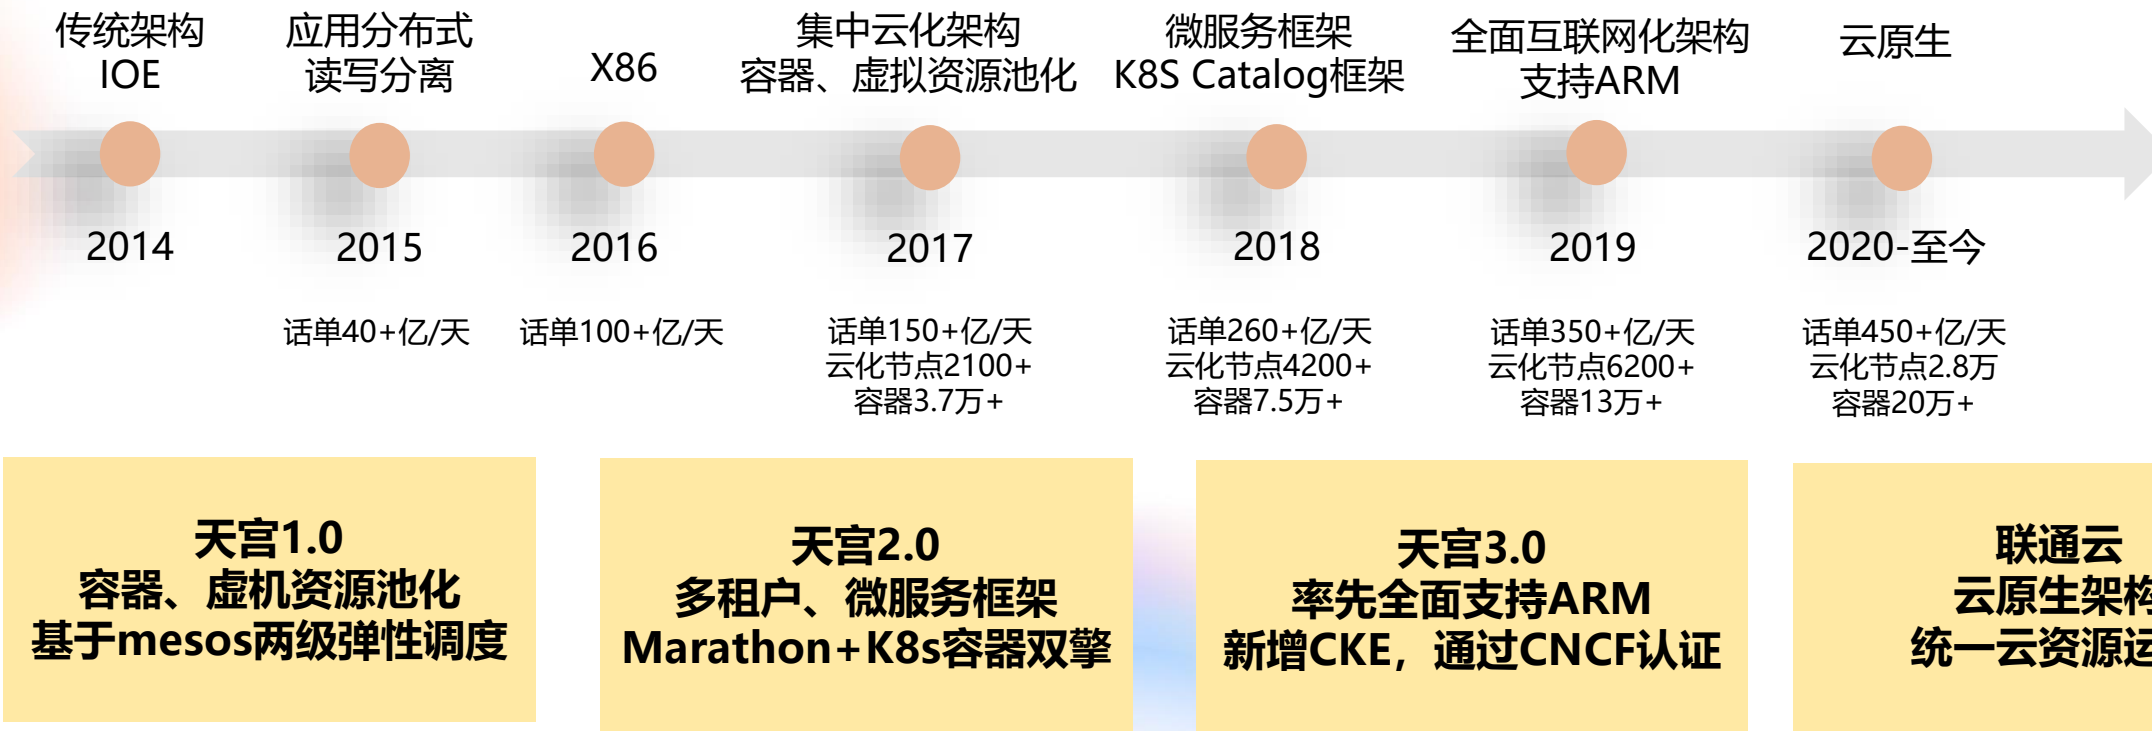 传统架构
IOE
应用分布式
读写分离
X86
集中云化架构
容器、虚拟资源池化
微服务框架
K8S Catalog框架
全面互联网化架构
支持ARM
云原生
2014
2015
2016
2017
2018
2019
2020-至今
话单40+亿/天
话单100+亿/天
话单150+亿/天
云化节点2100+
容器3.7万+
话单260+亿/天
云化节点4200+
容器7.5万+
话单350+亿/天
云化节点6200+
容器13万+
话单450+亿/天
云化节点2.8万
容器20万+
天宫1.0
容器、虚机资源池化
基于mesos两级弹性调度
天宫2.0
多租户、微服务框架
Marathon+K8s容器双擎
天宫3.0
率先全面支持ARM
新增CKE，通过CNCF认证
联通云
云原生架构
统一云资源运